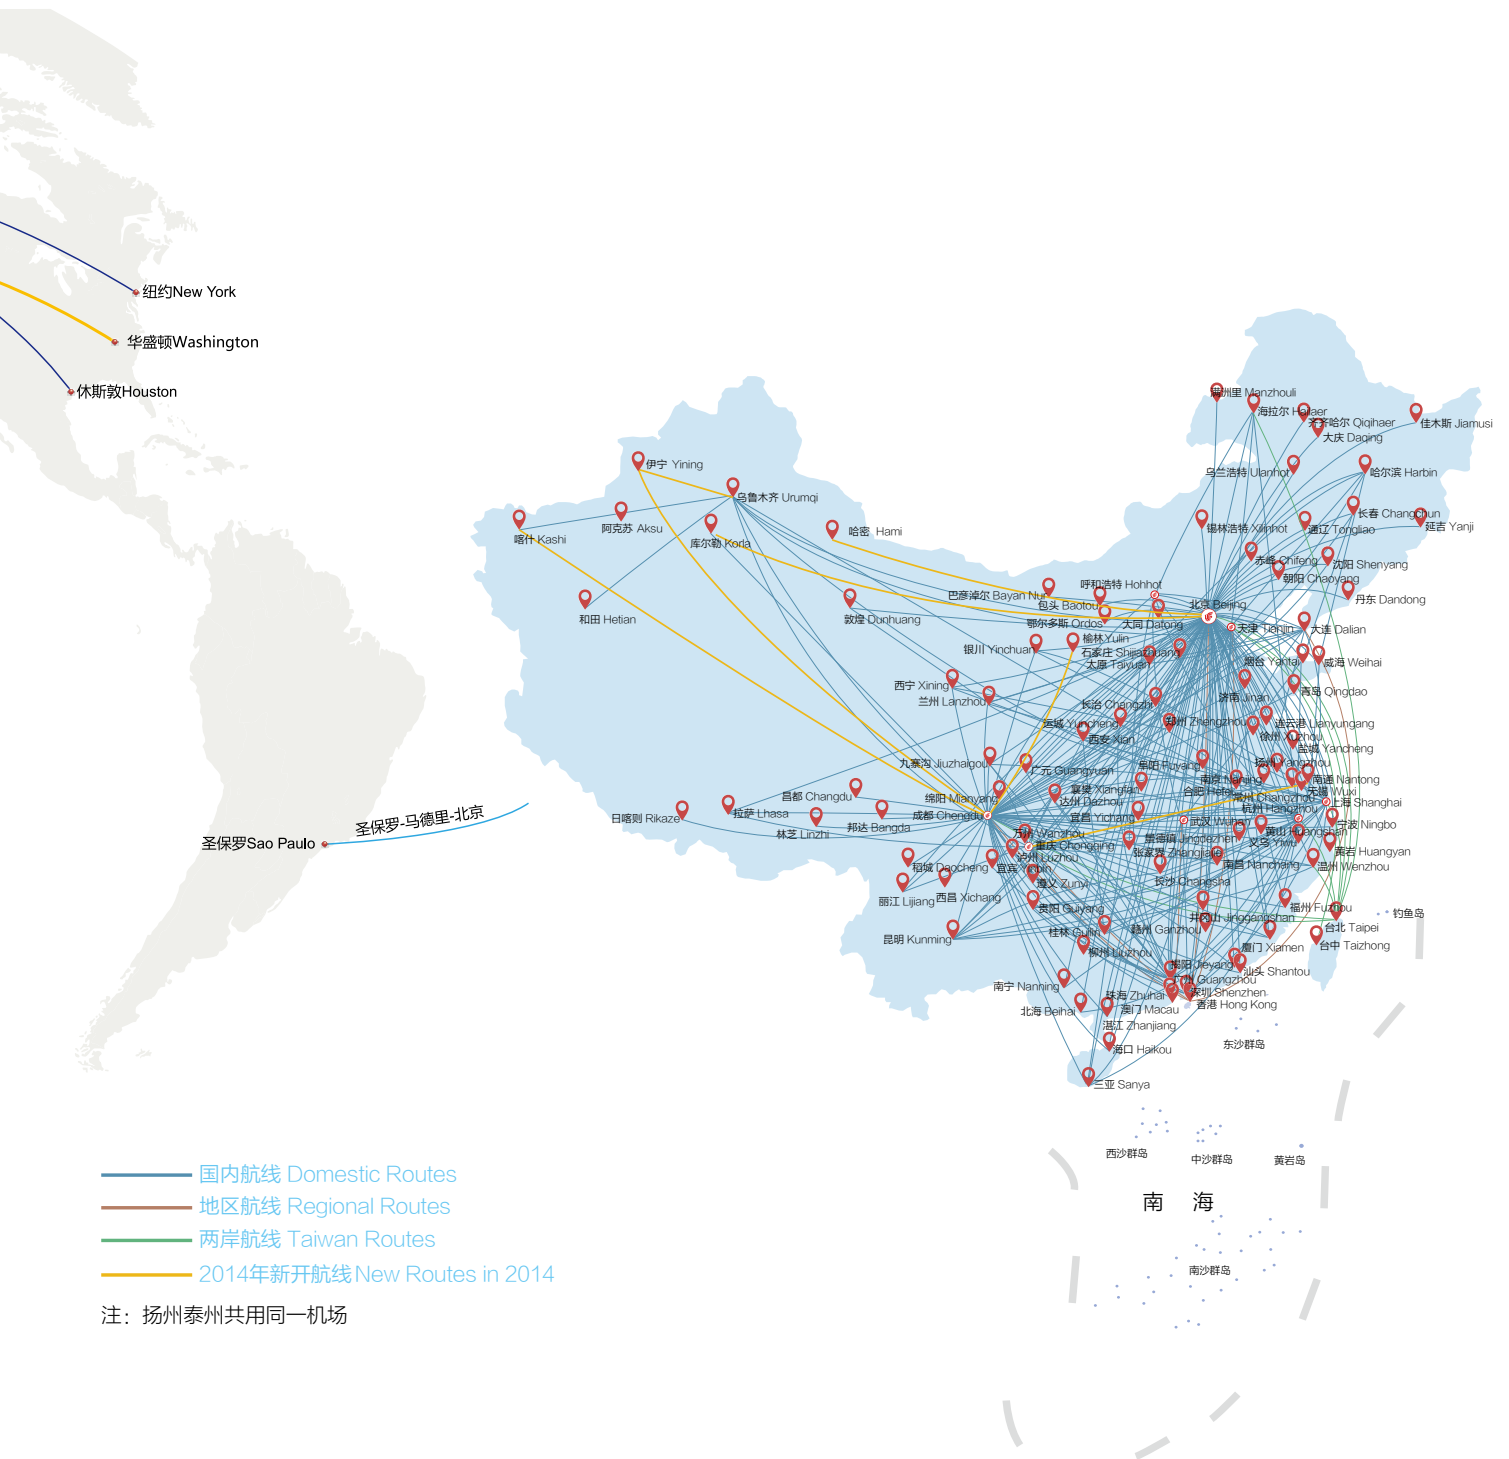 纽约New York
华盛顿Washington
休斯敦Houston
满洲里 Manzhouli
海拉尔 Hailaer
齐齐哈尔 Qiqihaer
佳木斯 Jiamusi
大庆 Daqing
乌兰浩特 Ulanhot
哈尔滨 Harbin
伊宁 Yining
乌鲁木齐 Urumqi
长春 Changchun
阿克苏 Aksu
喀什 Kashi
库尔勒 Korla
哈密 Hami
锡林浩特 Xilinhot
通辽 Tongliao
延吉 Yanji
赤峰 Chifeng
沈阳 Shenyang
朝阳 Chaoyang
呼和浩特 Hohhot
巴彦淖尔 Bayan Nur
包头 Baotou
北京 Beijing
丹东 Dandong
和田 Hetian
敦煌 Dunhuang
鄂尔多斯 Ordos
大同 Datong
天津 Tianjin
大连 Dalian
榆林Yulin
银川 Yinchuan
石家庄 Shijiazhuang
太原 Taiyuan
烟台 Yantai
威海 Weihai
西宁 Xining
兰州 Lanzhou
长治 Changzhi
济南 Jinan
青岛 Qingdao
运城 Yuncheng
郑州 Zhengzhou
连云港 Lianyungang
西安 Xian
徐州 Xuzhou
盐城 Yancheng
九寨沟 Jiuzhaigou
广元 Guangyuan
阜阳 Fuyang
扬州 Yangzhou
南京 Nanjing
南通 Nantong
昌都 Changdu
绵阳 Mianyang
襄樊 Xiangfan
达州 Dazhou
合肥 Hefei
无锡 Wuxi
常州 Changzhou
上海 Shanghai
杭州 Hangzhou
日喀则 Rikaze
拉萨 Lhasa
林芝 Linzhi
邦达 Bangda
成都 Chengdu
宜昌 Yichang
武汉 Wuhan
宁波 Ningbo
万州 Wanzhou
黄山 Huangshan
景德镇 Jingdezhen
义乌 Yiwu
圣保罗-马德里-北京
圣保罗Sao Paulo
重庆 Chongqing
泸州 Luzhou
张家界 Zhangjiajie
黄岩 Huangyan
稻城 Daocheng
宜宾 Yinbin
南昌 Nanchang
温州 Wenzhou
遵义 Zunyi
长沙 Changsha
丽江 Lijiang
西昌 Xichang
贵阳 Guiyang
福州 Fuzhou
钓鱼岛
井冈山 Jinggangshan
台北 Taipei
桂林 Guilin
赣州 Ganzhou
昆明 Kunming
柳州 Liuzhou
厦门 Xiamen
台中 Taizhong
揭阳 Jieyang
汕头 Shantou
广州 Guangzhou
南宁 Nanning
珠海 Zhuhai
深圳 Shenzhen
香港 Hong Kong
北海 Beihai
澳门 Macau
湛江 Zhanjiang
海口 Haikou
东沙群岛
三亚 Sanya
西沙群岛
中沙群岛
黄岩岛
南 海
南沙群岛
国内航线 Domestic Routes
地区航线 Regional Routes
两岸航线 Taiwan Routes
2014年新开航线New Routes in 2014
注：扬州泰州共用同一机场